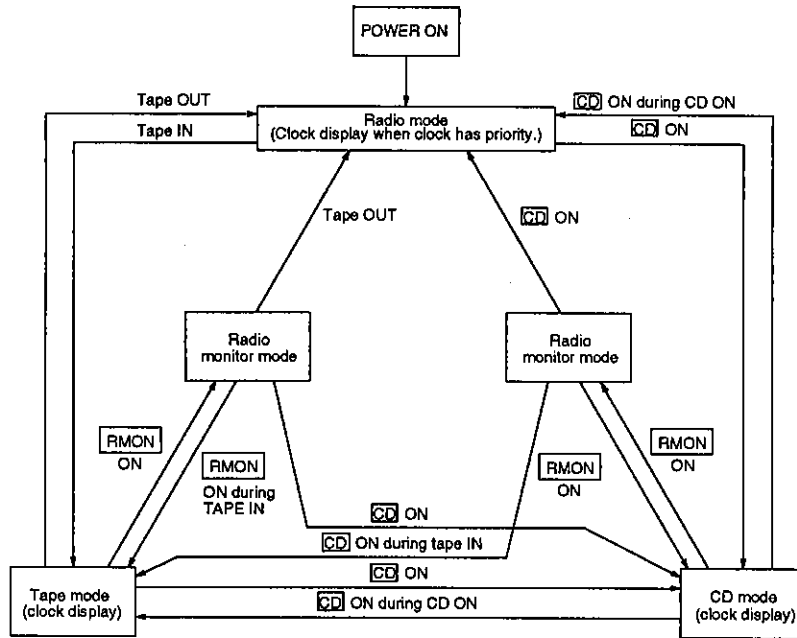 POWER ON
Tape OUT
CD ON during CD ON
Tape IN
Radio mode
(Clock display when clock has priority.)
CD ON
Tape OUT
CD ON
Radio
monitor mode
Radio
monitor mode
RMON
ON
RMON
ON during
TAPE IN
RMON
ON
RMON
ON
CD ON
CD ON during tape IN
Tape mode
(clock display)
CD ON
CD ON during CD ON
CD mode
(clock display)